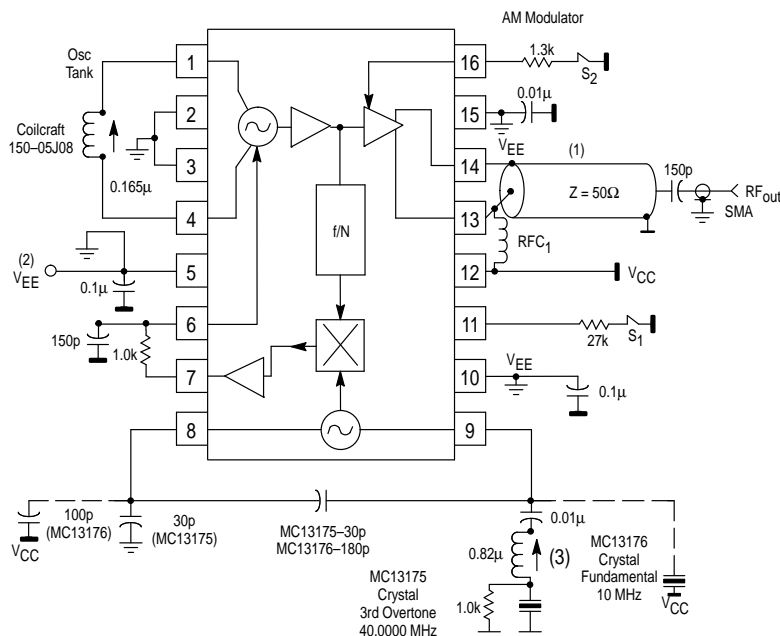 AM Modulator
Osc
Tank
Coilcraft
150–05J08
0.165µ
1
2
3
4
5
6
7
8
16
15
14
13
12
11
10
9
1.3k
S2
0.01µ
VEE
(1)
150p
Z = 50Ω
RFout
SMA
RFC1
VCC
f/N
(2)
VEE
0.1µ
150p
1.0k
27k
S1
VEE
0.1µ
100p
(MC13176)
30p
(MC13175)
VCC
MC13175–30p
MC13176–180p
0.01µ
0.82µ
(3)
MC13175
Crystal
3rd Overtone
40.0000 MHz
1.0k
MC13176
Crystal
Fundamental
10 MHz
VCC